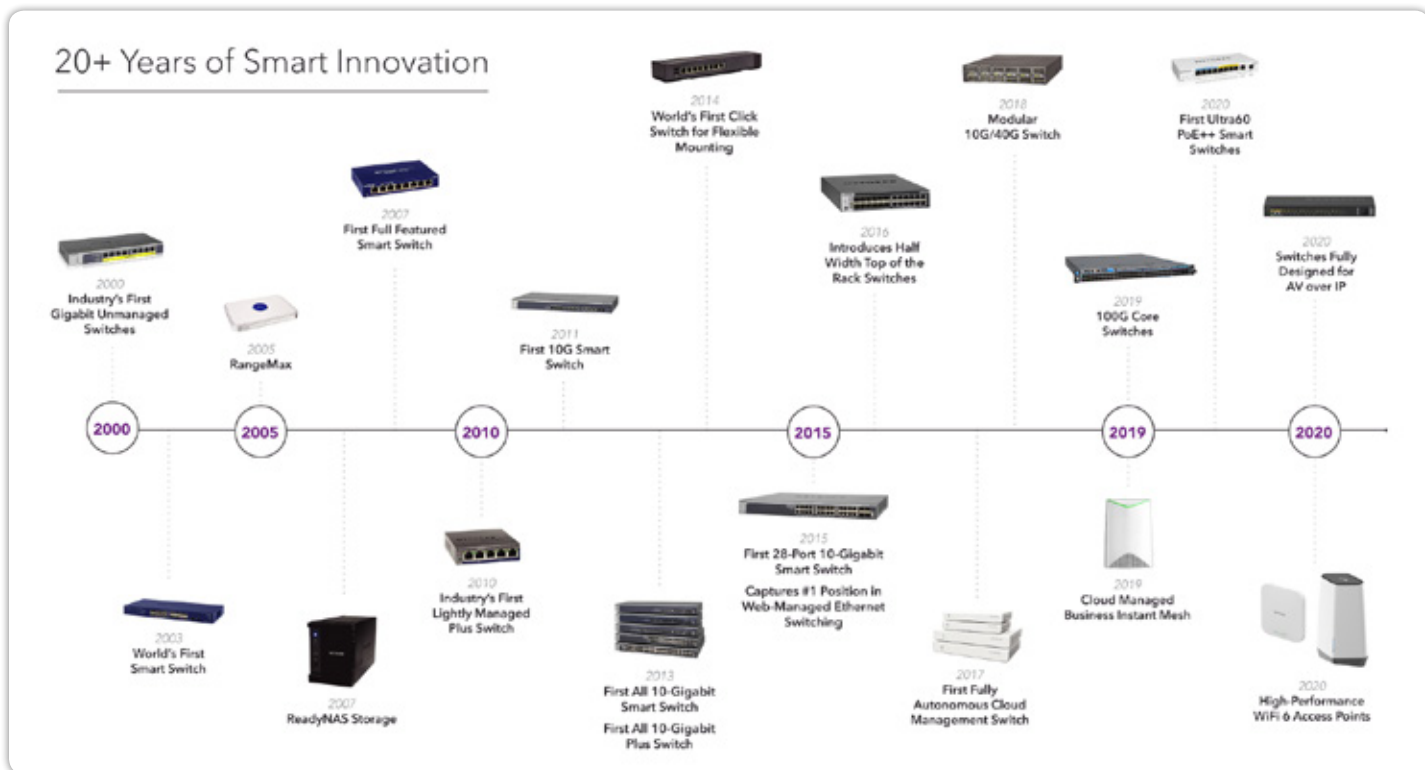 20+ Years of Smart Innovation
2000
Industry's First
Gigabit Unmanaged
Switches
2005
RangeMax
2007
First Full Featured
Smart Switch
2011
First 10G Smart
Switch
2014
World's First Click
Switch for Flexible
Mounting
2016
Introduces Half
Width Top of the
Rack Switches
2018
Modular
10G/40G Switch
2019
100G Core
Switches
2020
First Ultra60
PoE++ Smart
Switches
2020
Switches Fully
Designed for
AV over IP
2000
2005
2010
2015
2019
2020
2003
World's First
Smart Switch
2007
ReadyNAS Storage
2010
Industry's First
Lightly Managed
Plus Switch
2013
First All 10-Gigabit
Smart Switch
First All 10-Gigabit
Plus Switch
2015
First 28-Port 10-Gigabit
Smart Switch
Captures #1 Position in
Web-Managed Ethernet
Switching
2017
First Fully
Autonomous Cloud
Management Switch
2019
Cloud Managed
Business Instant Mesh
2020
High-Performance
WiFi 6 Access Points